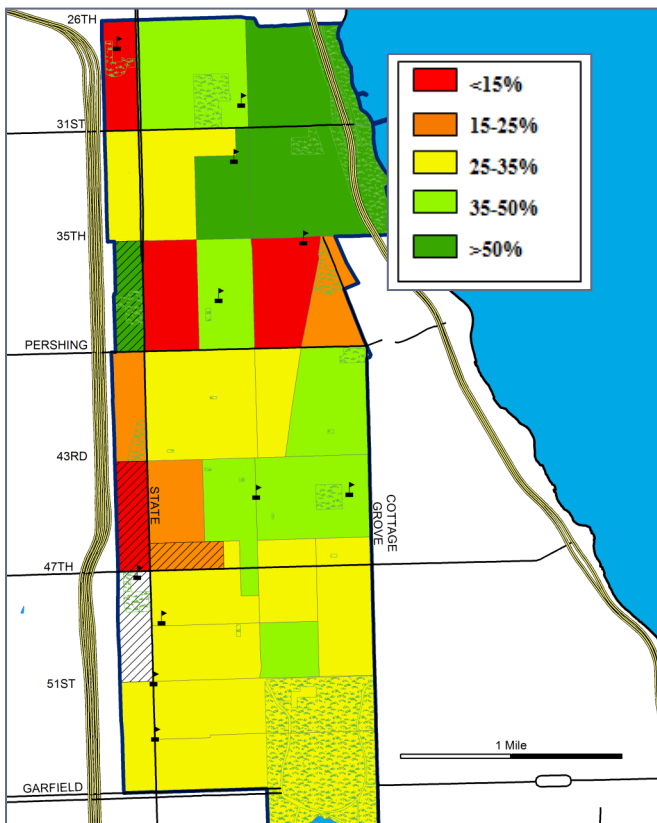 26TH
<15%
15-25%
31ST
25-35%
35-50%
35TH
>50%
PERSHING
43RD
STATE
COTTAGE
GROVE
47TH
51ST
1 Mile
GARFIELD